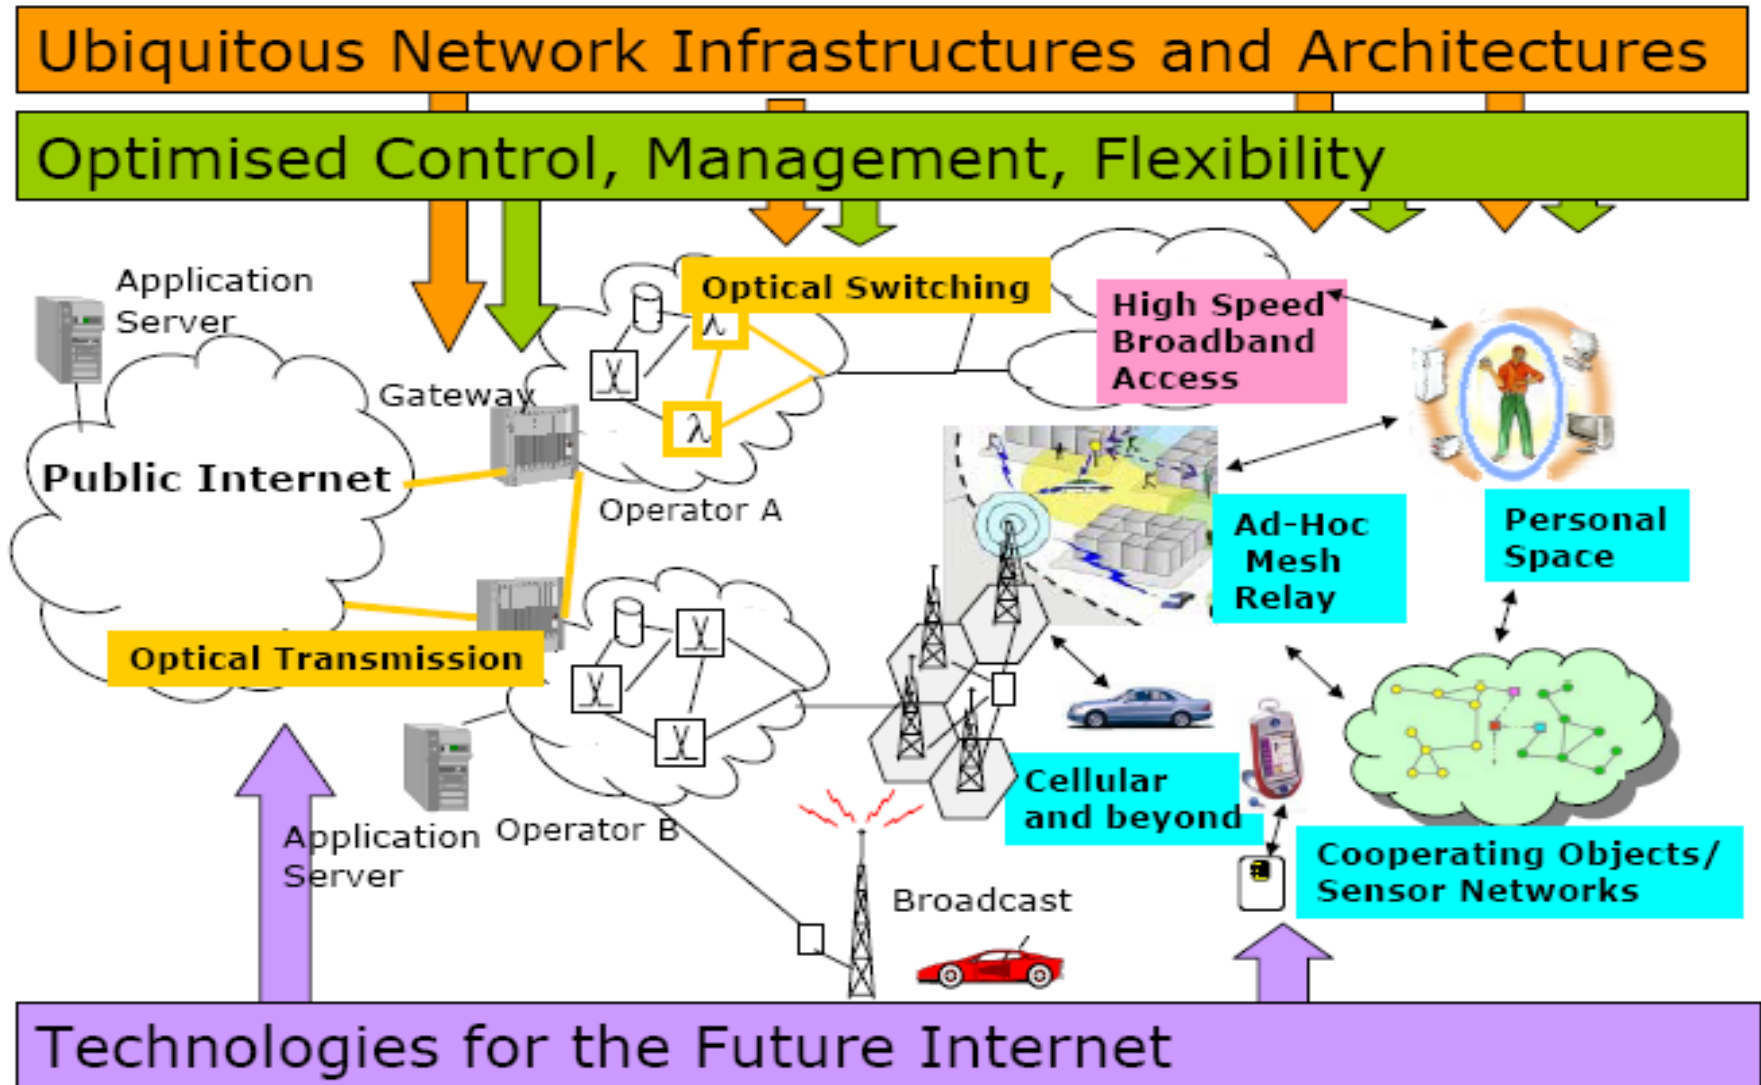 Ubiquitous Network Infrastructures and Architectures
Optimised Control, Management, Flexibility
Application
Server
Optical Switching
High Speed
Broadband
Access
λ
Gateway
λ
Public Internet
Operator A
Ad-Hoc
Mesh
Relay
Personal
Space
Optical Transmission
Cellular
and beyond
Application
Server
Operator B
Broadcast
Cooperating Objects/
Sensor Networks
Technologies for the Future Internet